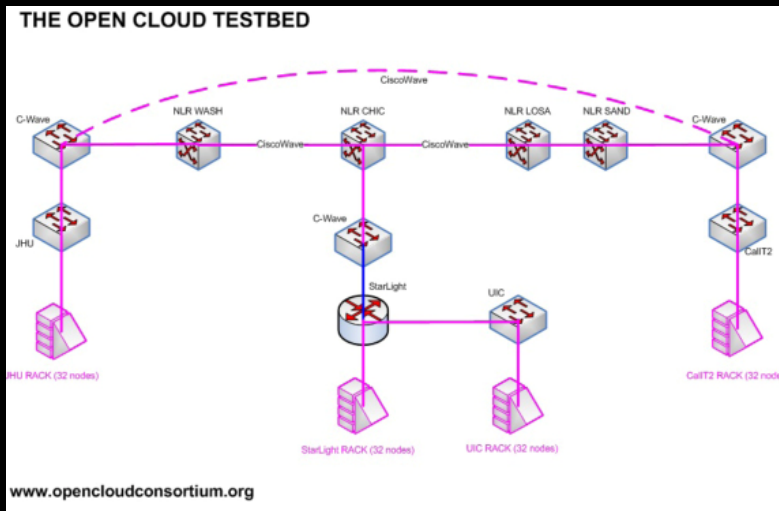 THE OPEN CLOUD TESTBED
CiscoWave
C-Wave
NLR WASH
NLR CHIC
NLR LOSA
NLR SAND
C-Wave
CiscoWave
CiscoWave
C-Wave
JHU
CalIT2
StarLight
UIC
JHU RACK (32 nodes)
CalIT2 RACK (32 node
StarLight RACK (32 nodes)
UIC RACK (32 nodes)
www.opencloudconsortium.org